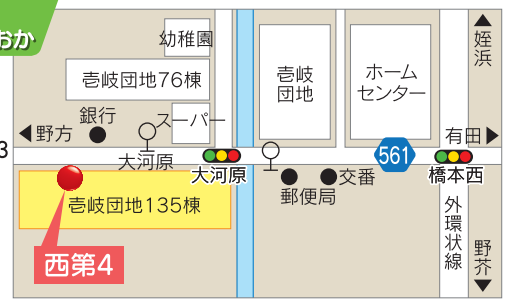 おか
幼稚園
姪浜
壱岐団地76棟
壱岐
団地
ホーム
センター
銀行
スーパー
野方
有田
3
大河原
大河原
561
橋本西
交番
郵便局
壱岐団地135棟
外環状線
野芥
西第4